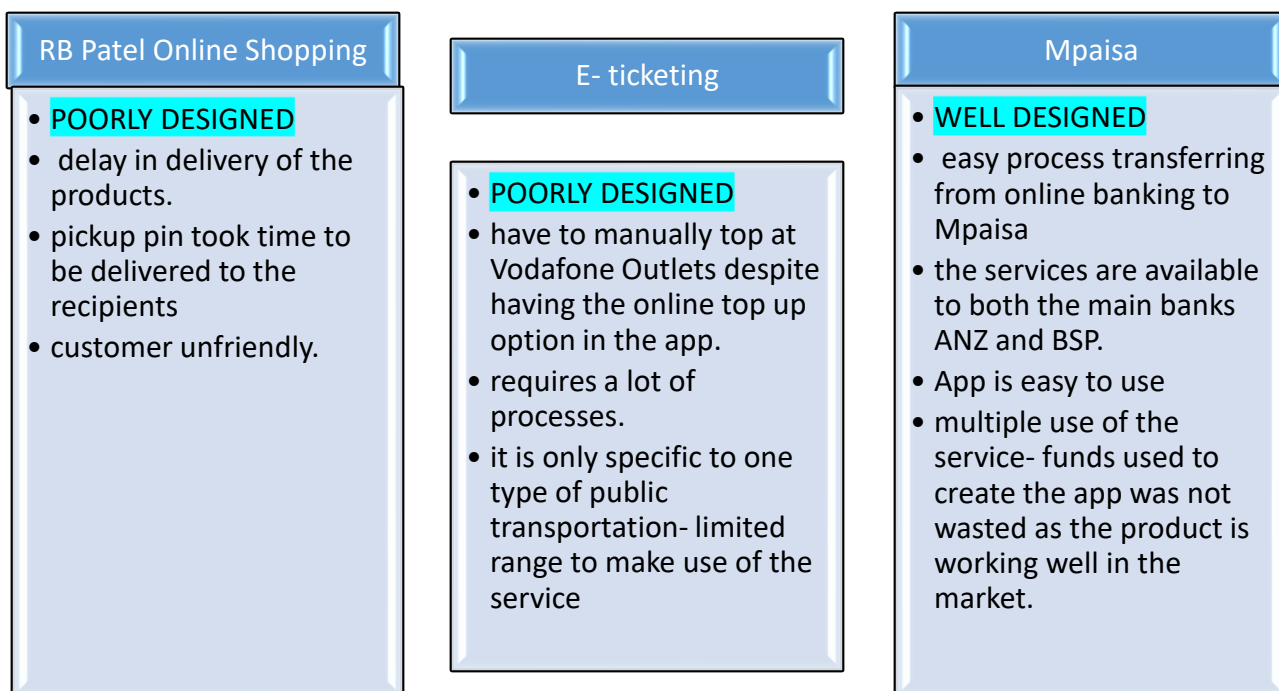 RB Patel Online Shopping
• POORLY DESIGNED
• delay in delivery of the
products.
• pickup pin took time to
be delivered to the
recipients
• customer unfriendly.
E- ticketing
• POORLY DESIGNED
• have to manually top at
Vodafone Outlets despite
having the online top up
option in the app.
• requires a lot of
processes.
• it is only specific to one
type of public
transportation- limited
range to make use of the
service
Mpaisa
• WELL DESIGNED
• easy process transferring
from online banking to
Mpaisa
• the services are available
to both the main banks
ANZ and BSP.
• App is easy to use
• multiple use of the
service- funds used to
create the app was not
wasted as the product is
working well in the
market.